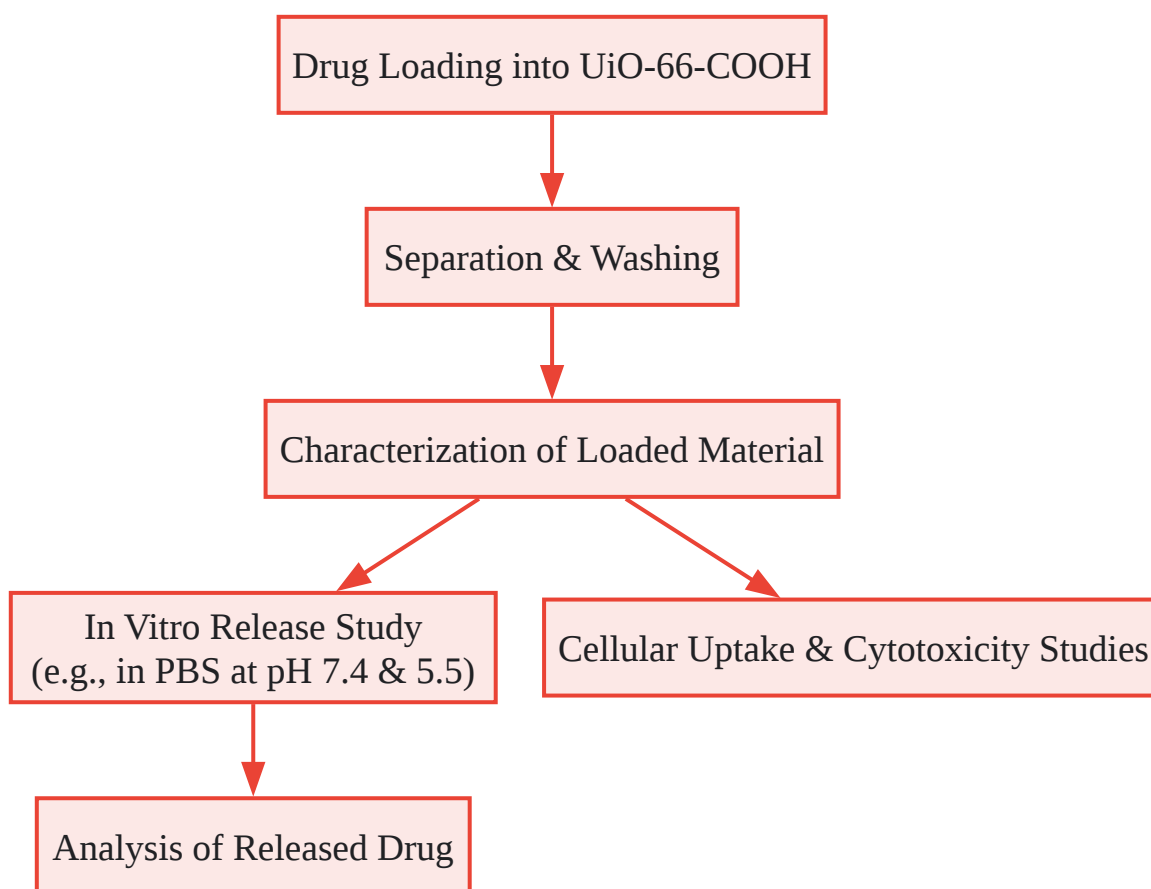 Drug Loading into UiO-66-COOH
Separation & Washing
Characterization of Loaded Material
In Vitro Release Study
(e.g., in PBS at pH 7.4 & 5.5)
Cellular Uptake & Cytotoxicity Studies
Analysis of Released Drug